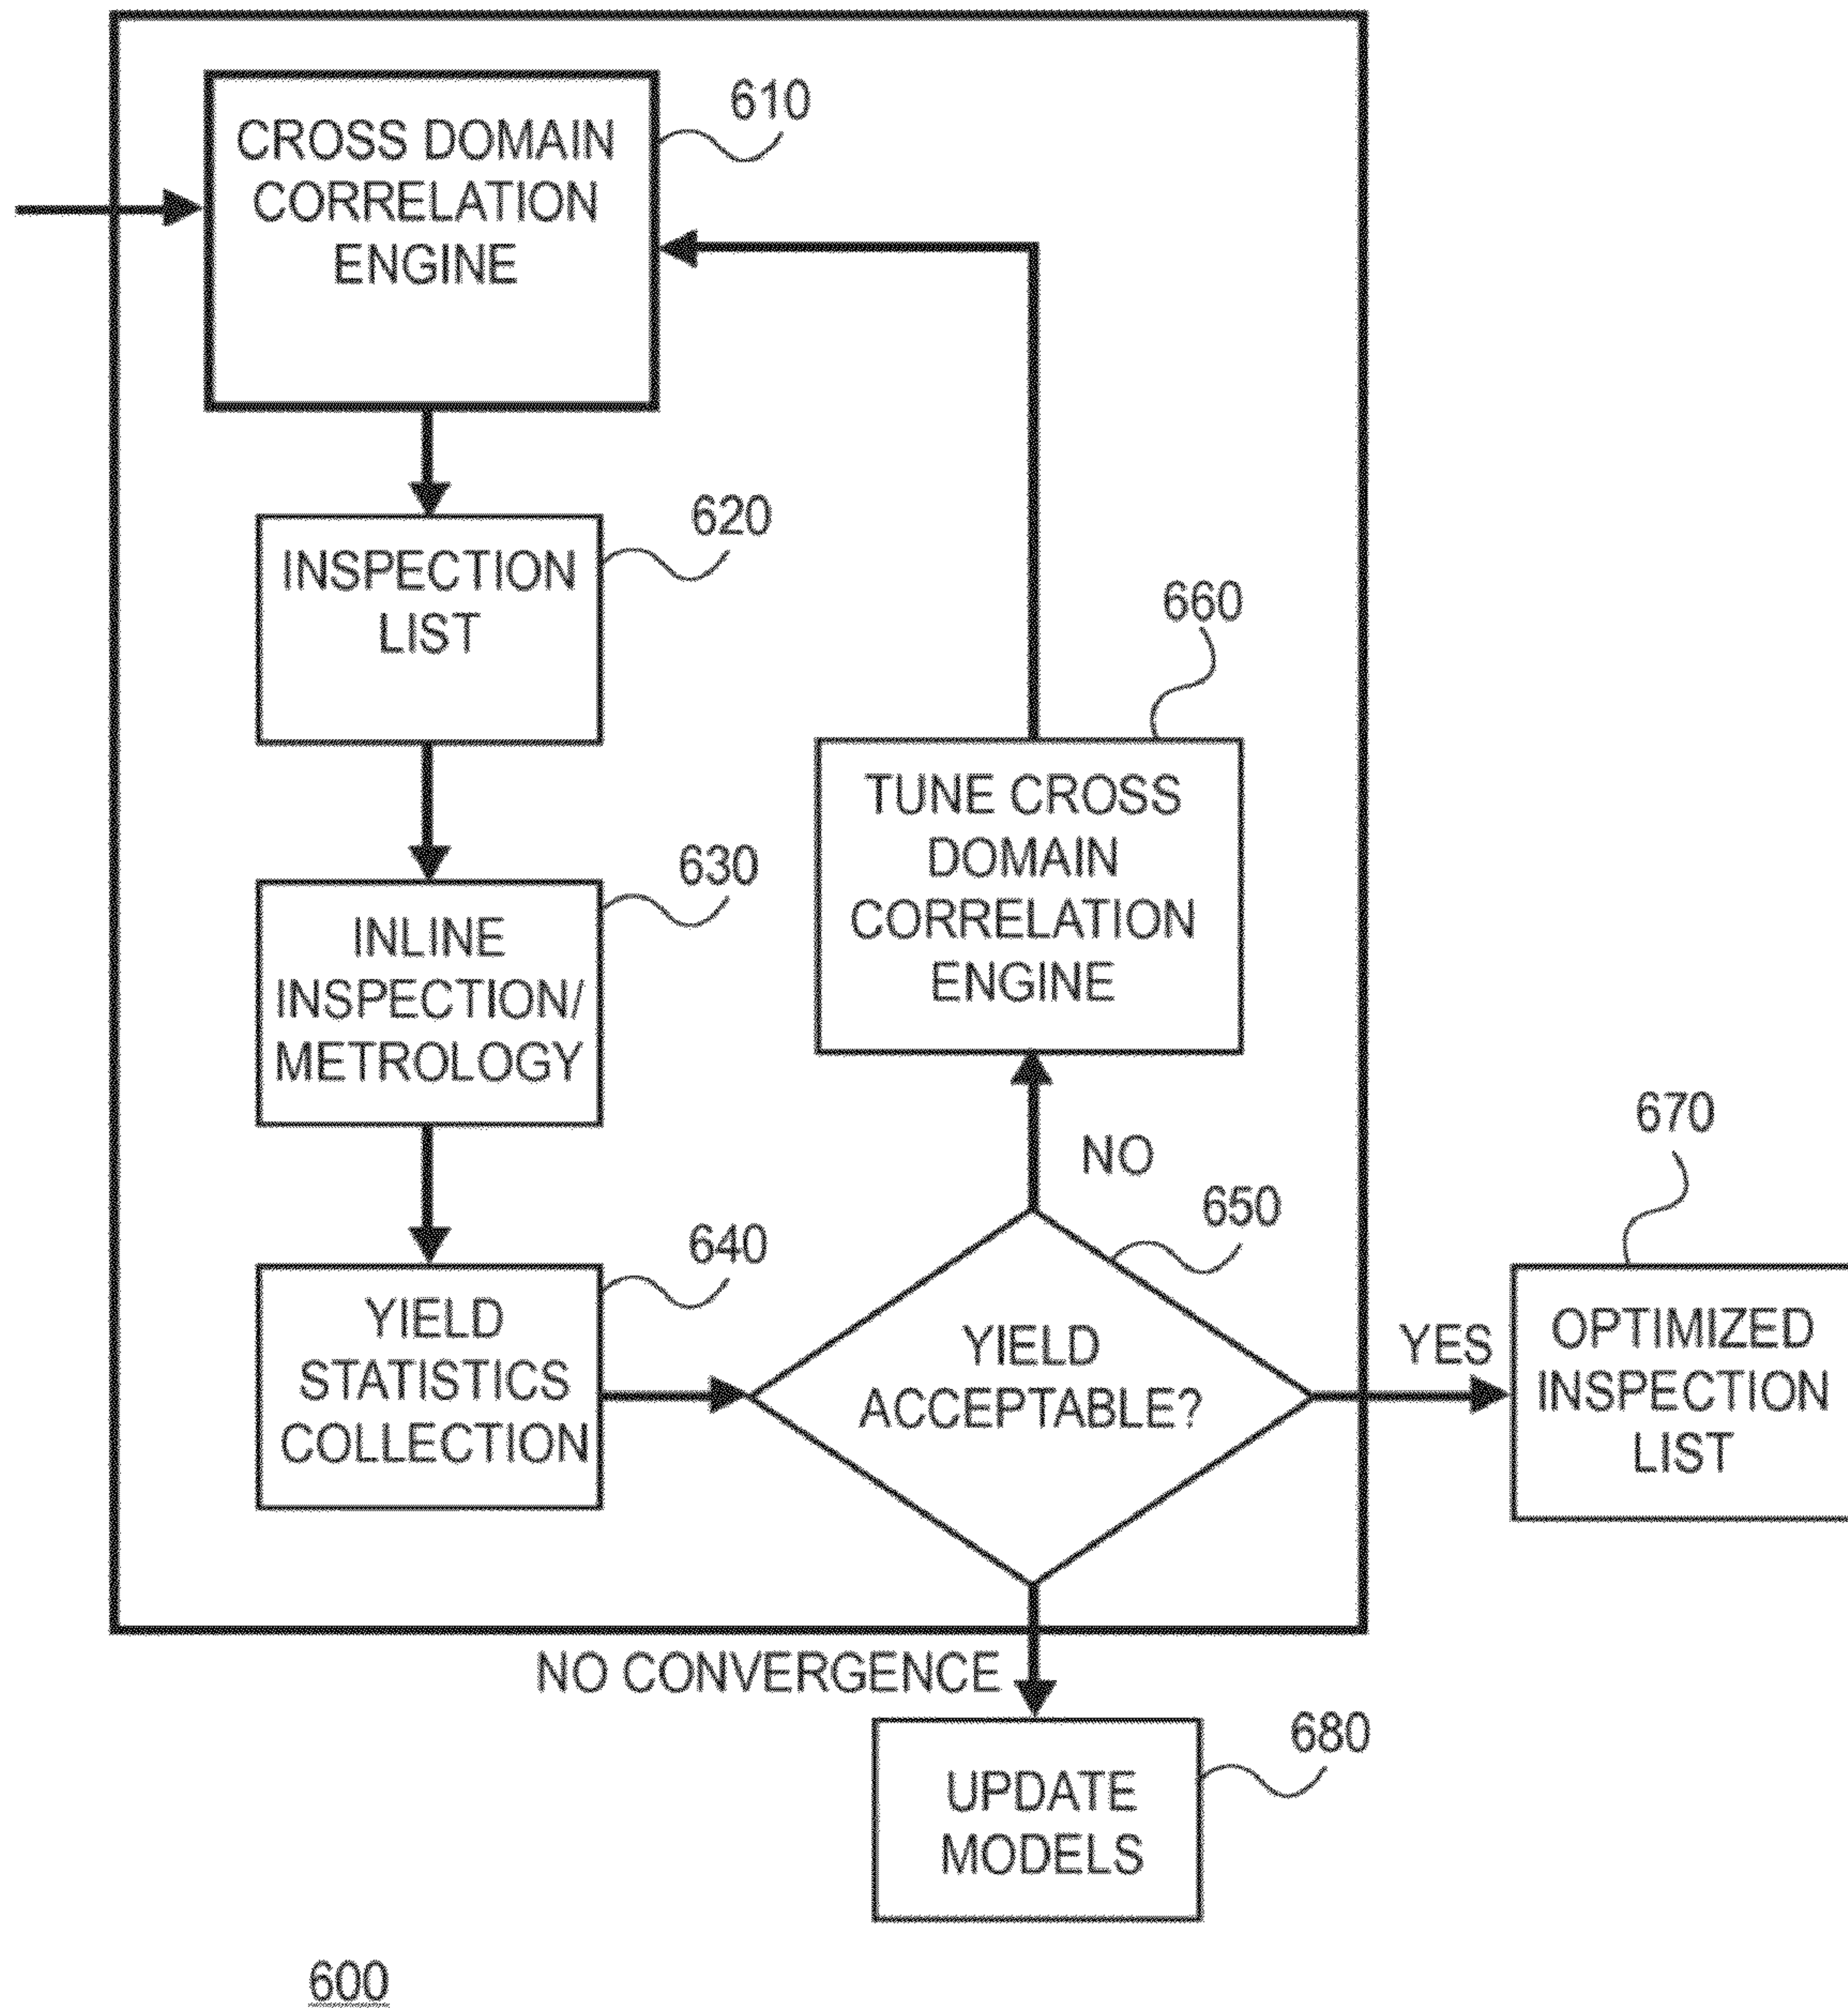 610
CROSS DOMAIN
CORRELATION
ENGINE
620
INSPECTION
LIST
660
TUNE CROSS
DOMAIN
CORRELATION
ENGINE
630
INLINE
INSPECTION/
METROLOGY
NO
650
640
YIELD
STATISTICS
COLLECTION
YIELD
ACCEPTABLE?
YES
670
OPTIMIZED
INSPECTION
LIST
NO CONVERGENCE
680
UPDATE
MODELS
600